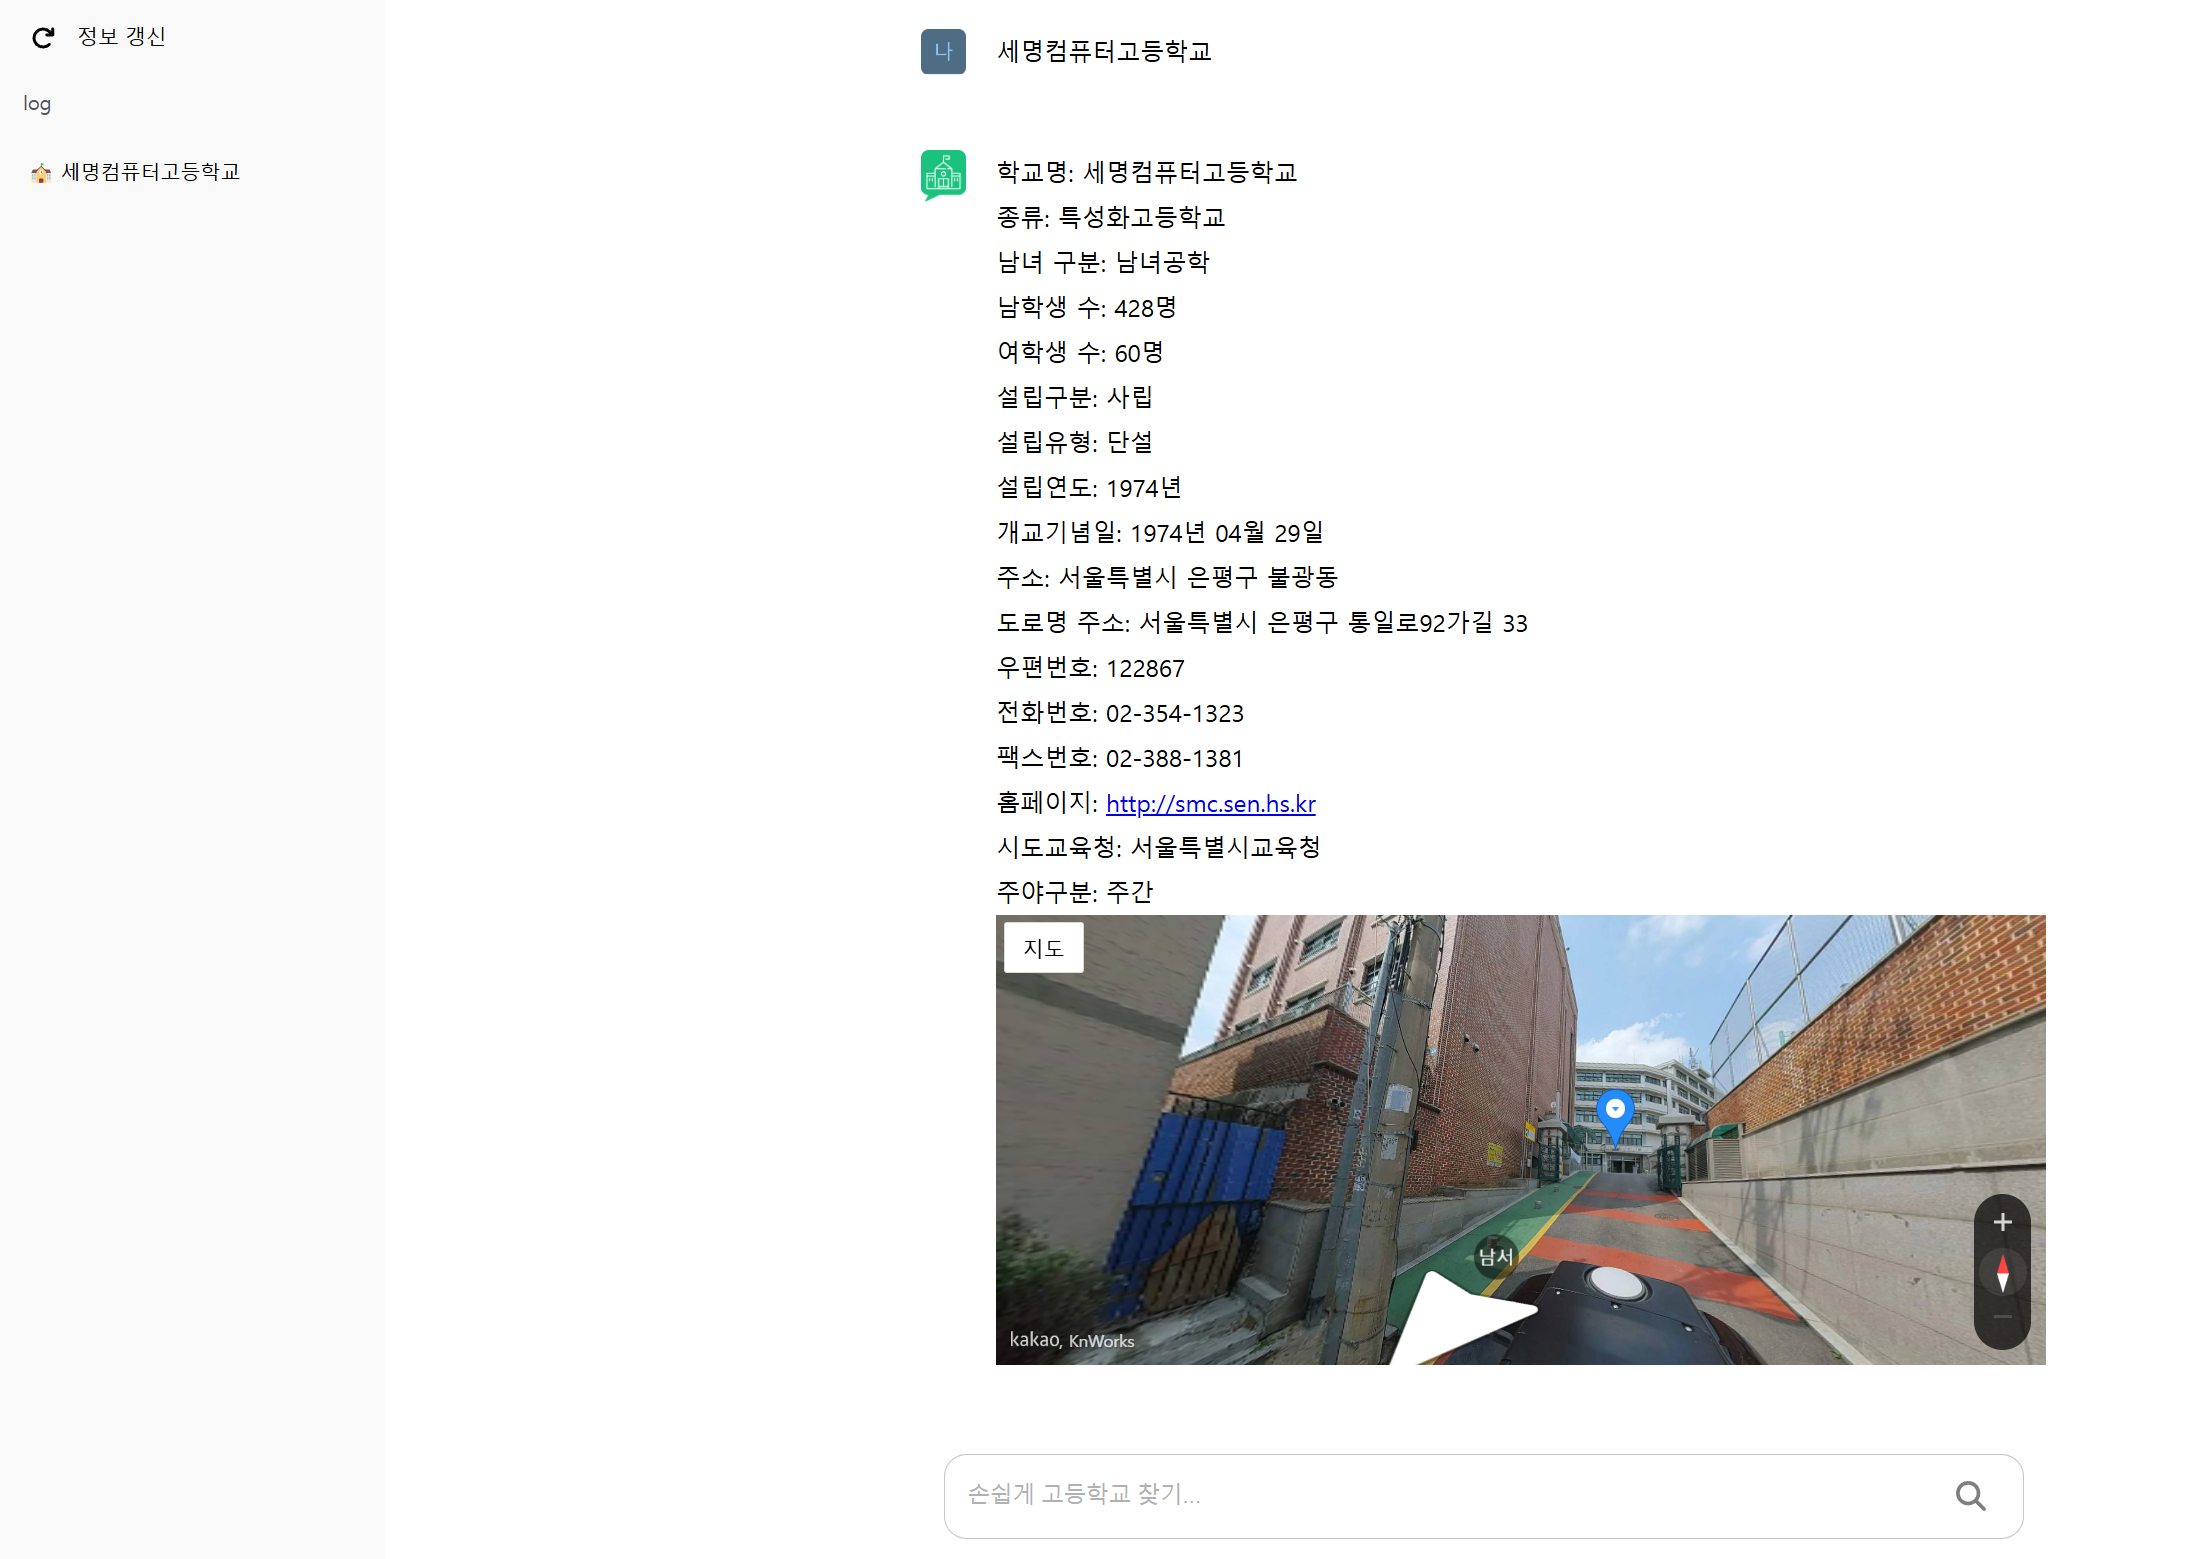 정보 갱신
log
세명컴퓨터고등학교
나
세명컴퓨터고등학교
학교명: 세명컴퓨터고등학교
종류: 특성화고등학교
남녀 구분: 남녀공학
남학생 수: 428명
여학생 수: 60명
설립구분: 사립
설립유형: 단설
설립연도: 1974년
개교기념일: 1974년 04월 29일
주소: 서울특별시 은평구 불광동
도로명 주소: 서울특별시 은평구 통일로92가길 33
우편번호: 122867
전화번호: 02-354-1323
팩스번호: 02-388-1381
홈페이지: http://smc.sen.hs.kr
시도교육청: 서울특별시교육청
주야구분: 주간
지도
남서
kakao, KnWorks
손쉽게 고등학교 찾기...